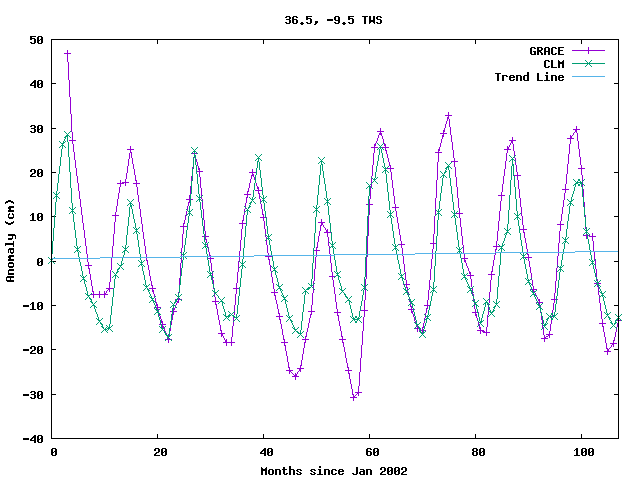 36.5, -9.5 TWS
GRACE
CLM
Trend Line
50
40
30
20
10
0
-10
-20
-30
-40
Anomaly (cm)
0 20 40 60 80 100
Months since Jan 2002